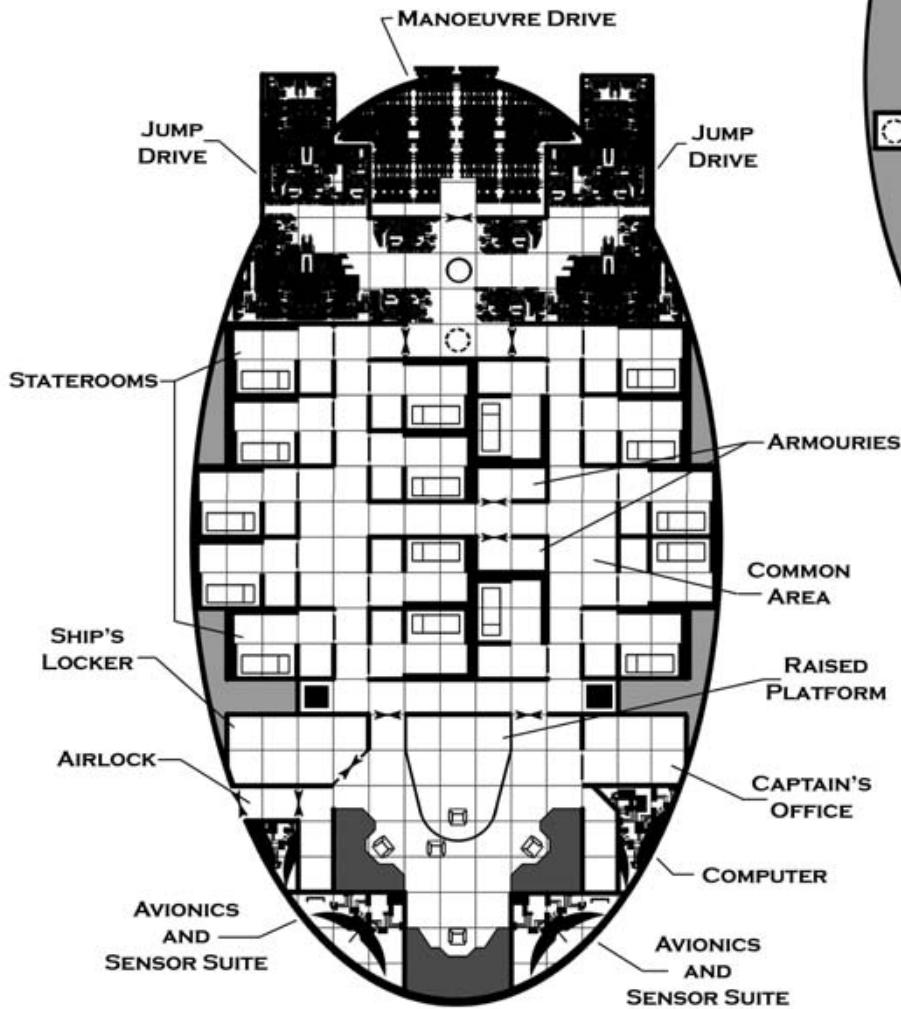 MANOEUVRE DRIVE
JUMP
DRIVE
JUMP
DRIVE
STATEROOMS
ARMOURIES
COMMON
AREA
SHIP'S
LOCKER
RAISED
PLATFORM
AIRLOCK
CAPTAIN'S
OFFICE
COMPUTER
AVIONICS
AND
SENSOR SUITE
AVIONICS
AND
SENSOR SUITE